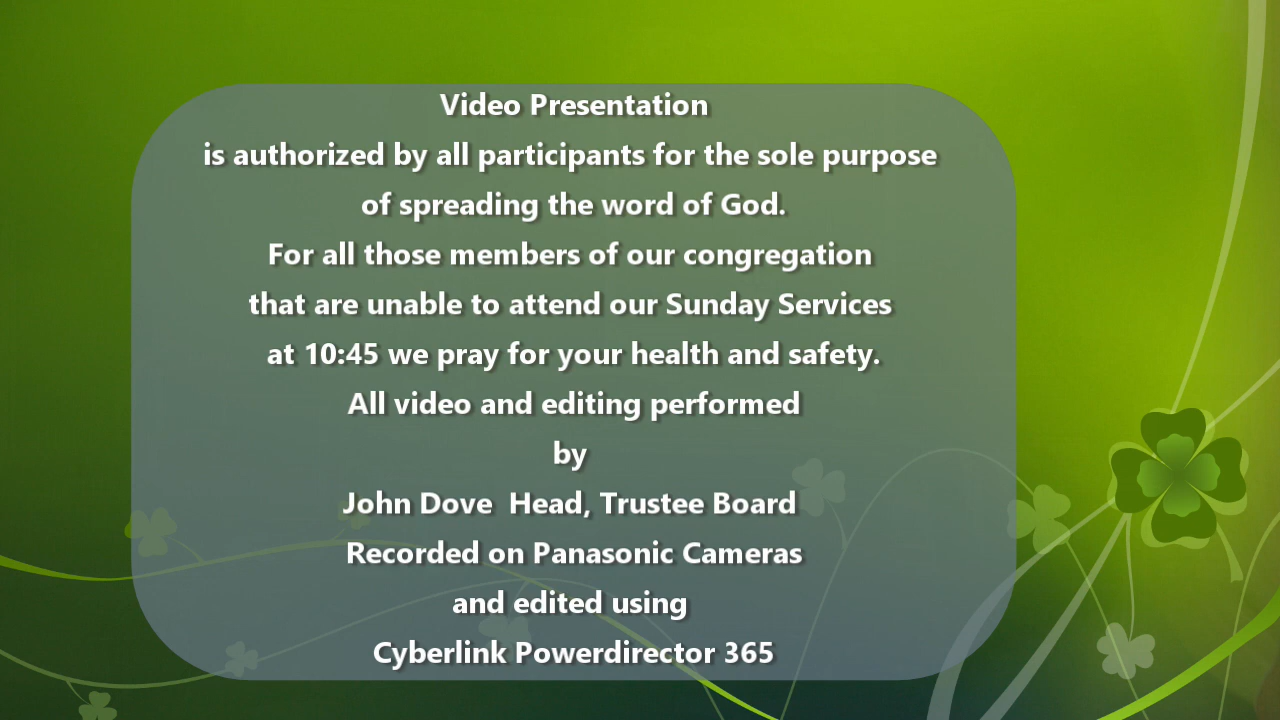 Video Presentation
is authorized by all participants for the sole purpose
of spreading the word of God.
For all those members of our congregation
that are unable to attend our Sunday Services
at 10:45 we pray for your health and safety.
All video and editing performed
by
John Dove  Head, Trustee Board
Recorded on Panasonic Cameras
and edited using
Cyberlink Powerdirector 365